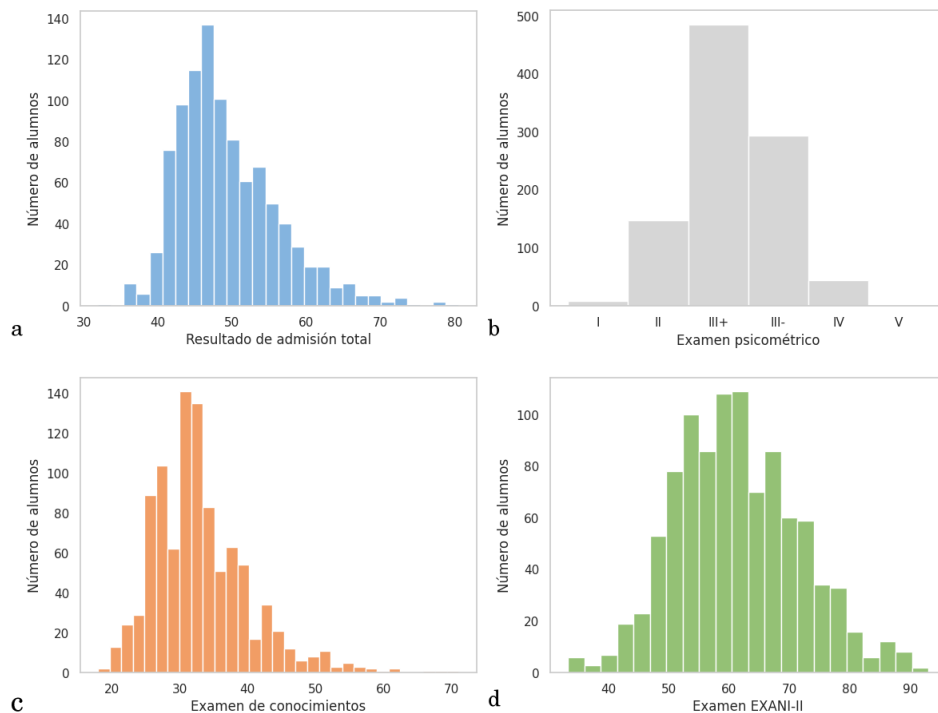 140
120
100
80
60
40
20
0
Número de alumnos
30 40 50 60 70 80
Resultado de admisión total
a
500
400
300
200
100
0
Número de alumnos
I II III+ III- IV V
Examen psicométrico
b
140
120
100
80
60
40
20
0
Número de alumnos
20 30 40 50 60 70
Examen de conocimientos
c
100
80
60
40
20
0
Número de alumnos
40 50 60 70 80 90
Examen EXANI-II
d